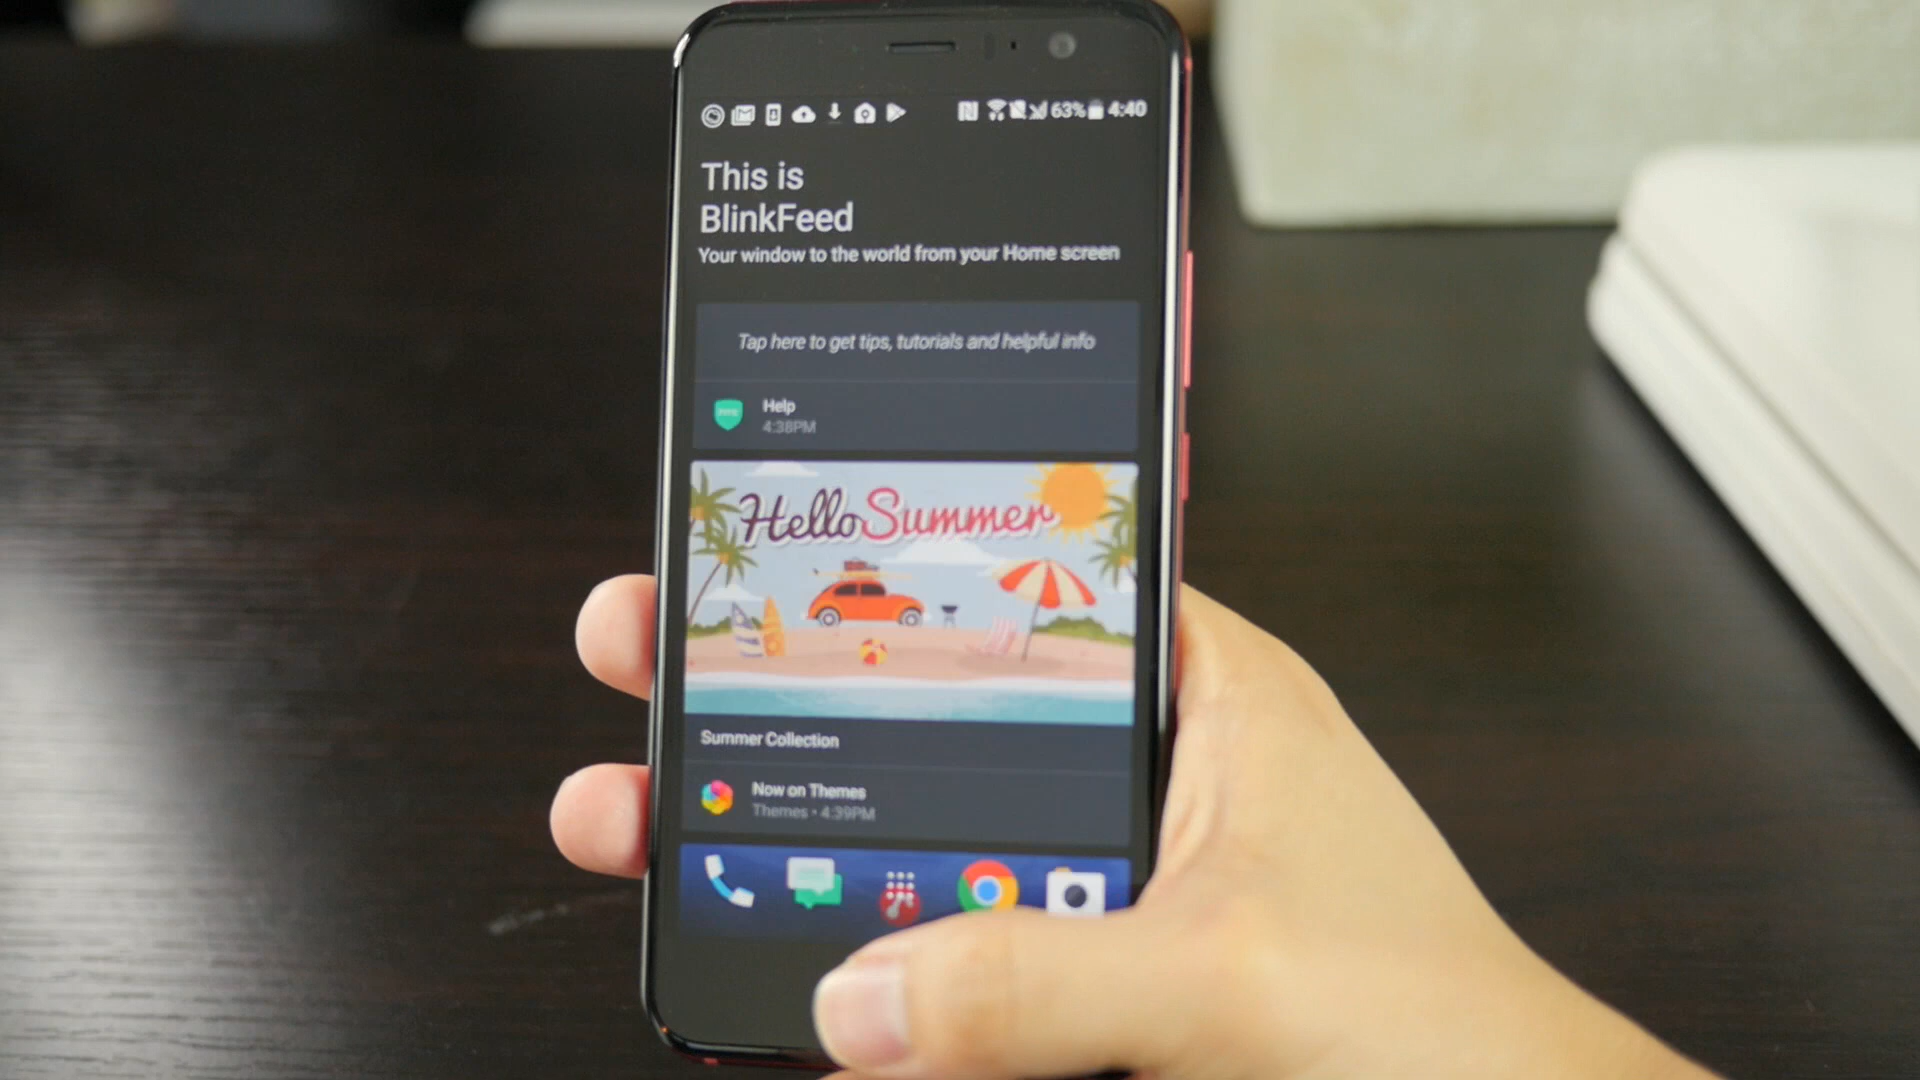 63% 4:40
This is
BlinkFeed
Your window to the world from your Home screen
Tap here to get tips, tutorials and helpful info
Help
4:38PM
Hello Summer
Summer Collection
Now on Themes
Themes • 4:39PM